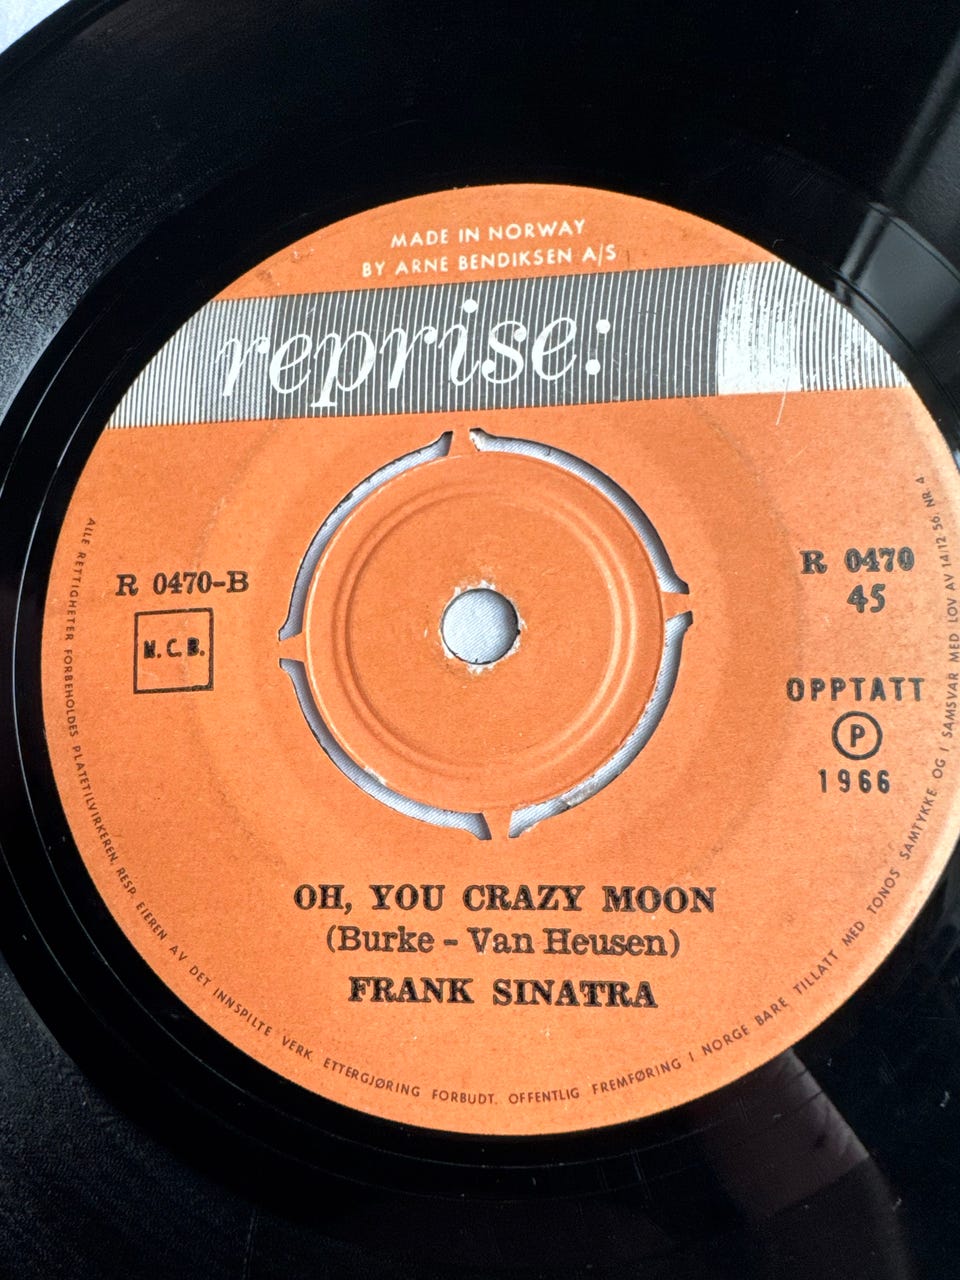 MADE IN NORWAY
BY ARNE BENDIKSEN A/S
reprise:
R 0470-B
N.C.B.
R 0470
45
OPPTATT
Ⓟ
1966
OH, YOU CRAZY MOON
(Burke - Van Heusen)
FRANK SINATRA
ALLE RETTIGHETER FORBEHOLDES PLATETILVIRKEREN, RESP. EIEREN AV DET INNSPILTE VERK. ETTERGJØRING FORBUDT. OFFENTLIG FREMFØRING I NORGE BARE TILLATT MED TONOS SAMTYKKE OG I SAMSVAR MED LOV AV 14/12-56. NR. 4